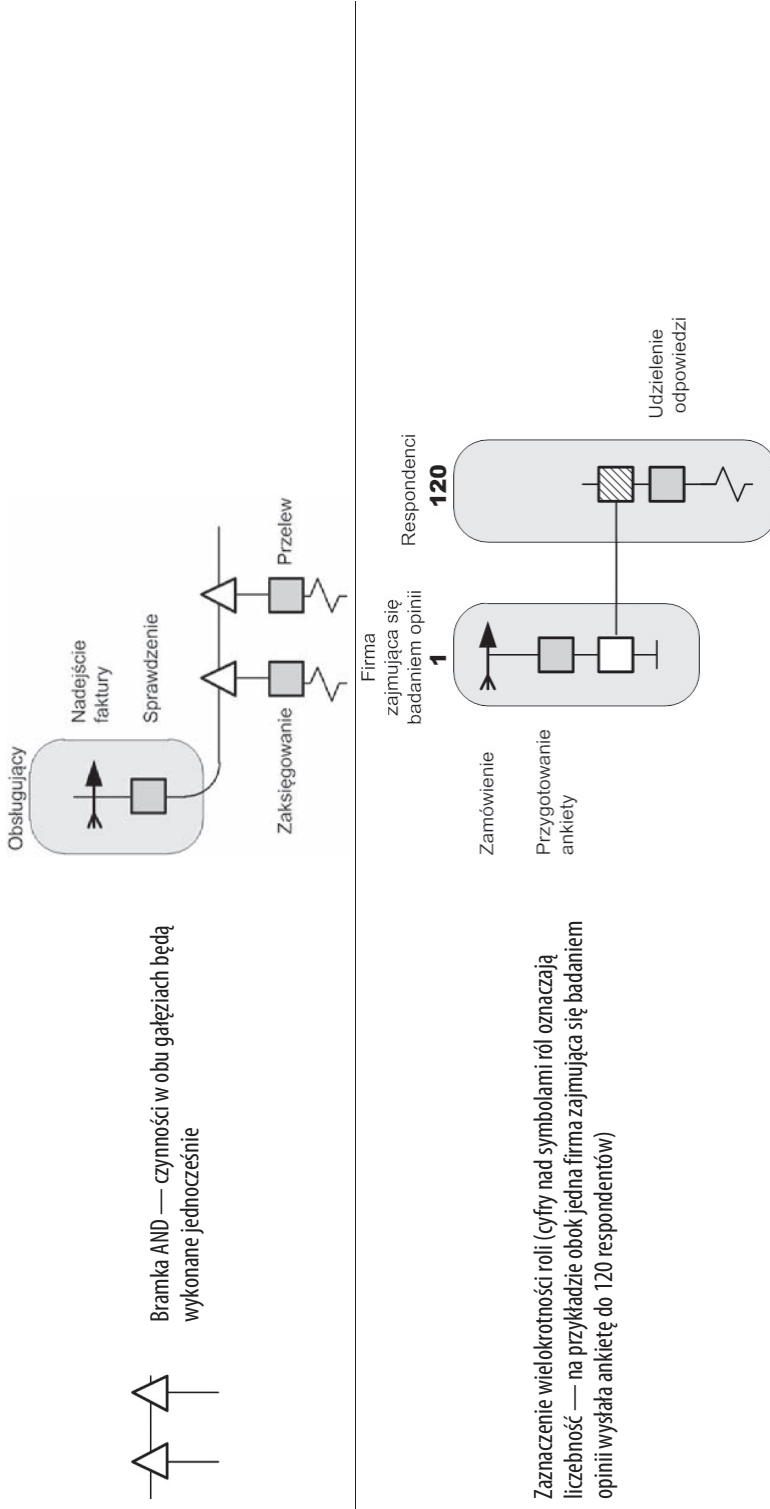 Bramka AND — czynności w obu gałęziach będą
wykonane jednocześnie
Obsługujący
Nadejście
faktury
Sprawdzenie
Zaksięgowanie
Przelew
Zaznaczenie wielokrotności roli (cyfry nad symbolami ról oznaczają
liczebność — na przykładzie obok jedna firma zajmująca się badaniem
opinii wysłała ankietę do 120 respondentów)
Zamówienie
Przygotowanie
ankiety
Firma
zajmująca się
badaniem opinii
1
Respondenci
120
Udzielenie
odpowiedzi